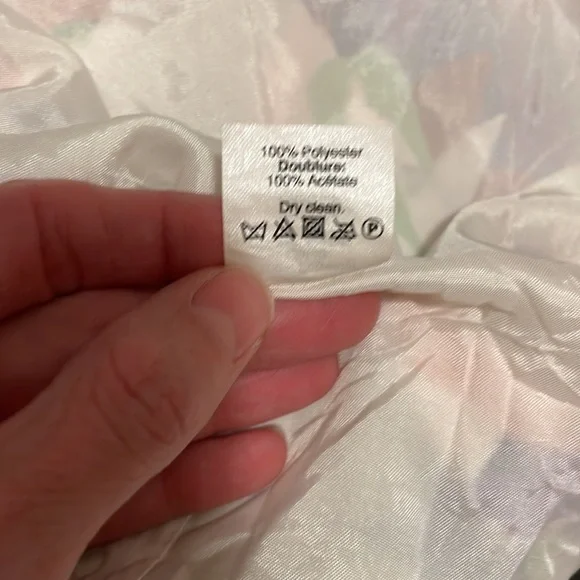 100% Polyester
Doublure:
100% Acétate
Dry clean.
P